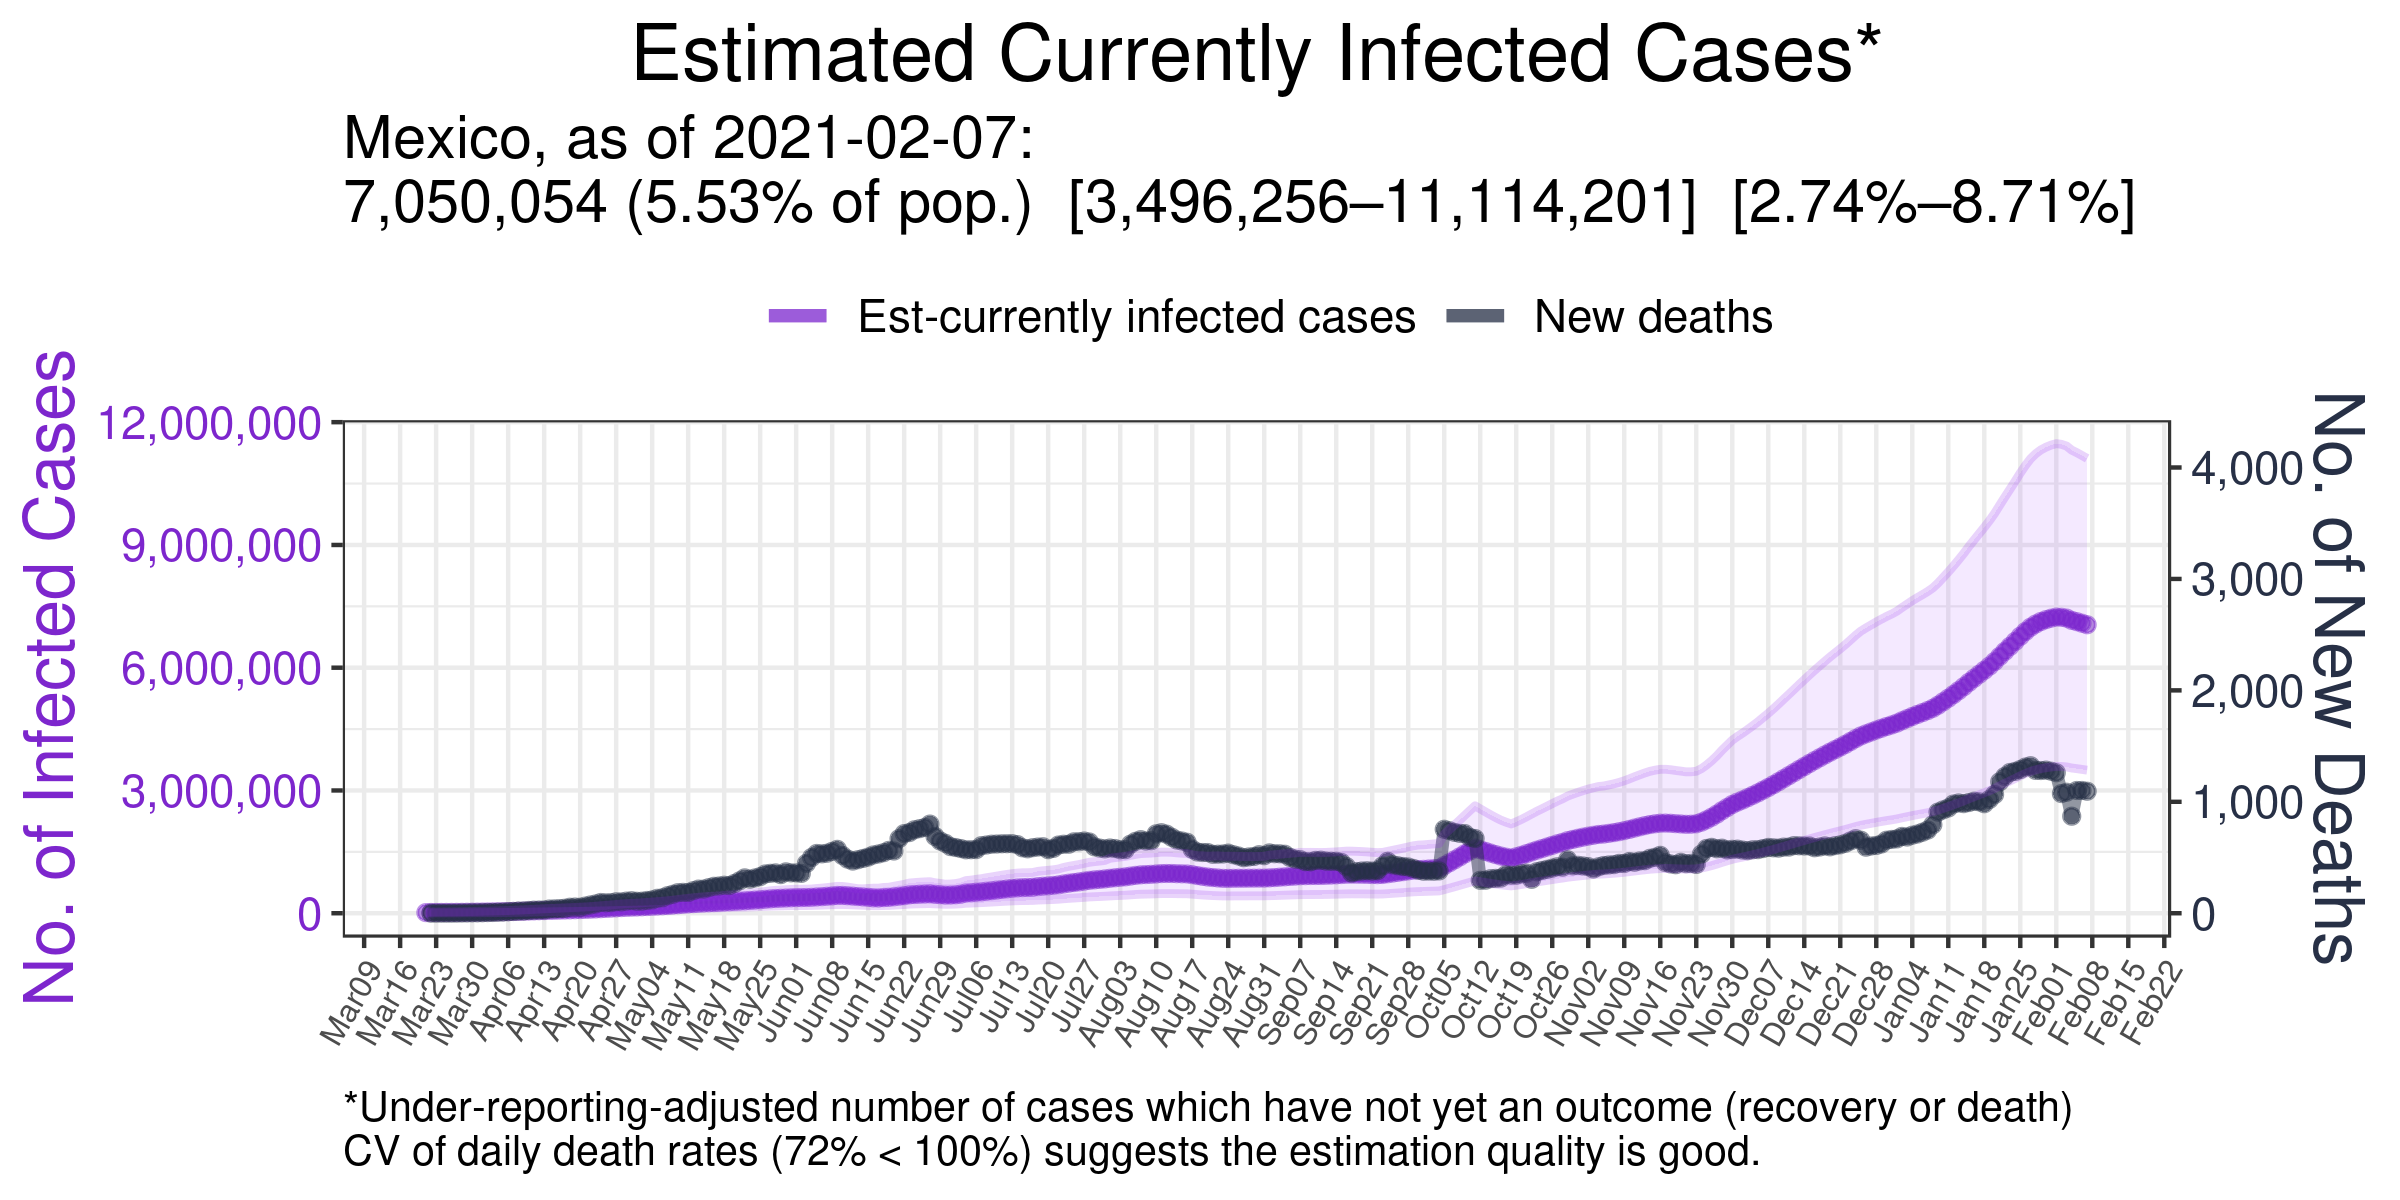 Estimated Currently Infected Cases*
Mexico, as of 2021-02-07:
7,050,054 (5.53% of pop.)  [3,496,256–11,114,201]  [2.74%–8.71%]
Est-currently infected cases
New deaths
No. of Infected Cases
12,000,000
9,000,000
6,000,000
3,000,000
0
No. of New Deaths
4,000
3,000
2,000
1,000
0
Mar09
Mar16
Mar23
Mar30
Apr06
Apr13
Apr20
Apr27
May04
May11
May18
May25
Jun01
Jun08
Jun15
Jun22
Jun29
Jul06
Jul13
Jul20
Jul27
Aug03
Aug10
Aug17
Aug24
Aug31
Sep07
Sep14
Sep21
Sep28
Oct05
Oct12
Oct19
Oct26
Nov02
Nov09
Nov16
Nov23
Nov30
Dec07
Dec14
Dec21
Dec28
Jan04
Jan11
Jan18
Jan25
Feb01
Feb08
Feb15
Feb22
*Under-reporting-adjusted number of cases which have not yet an outcome (recovery or death)
CV of daily death rates (72% < 100%) suggests the estimation quality is good.